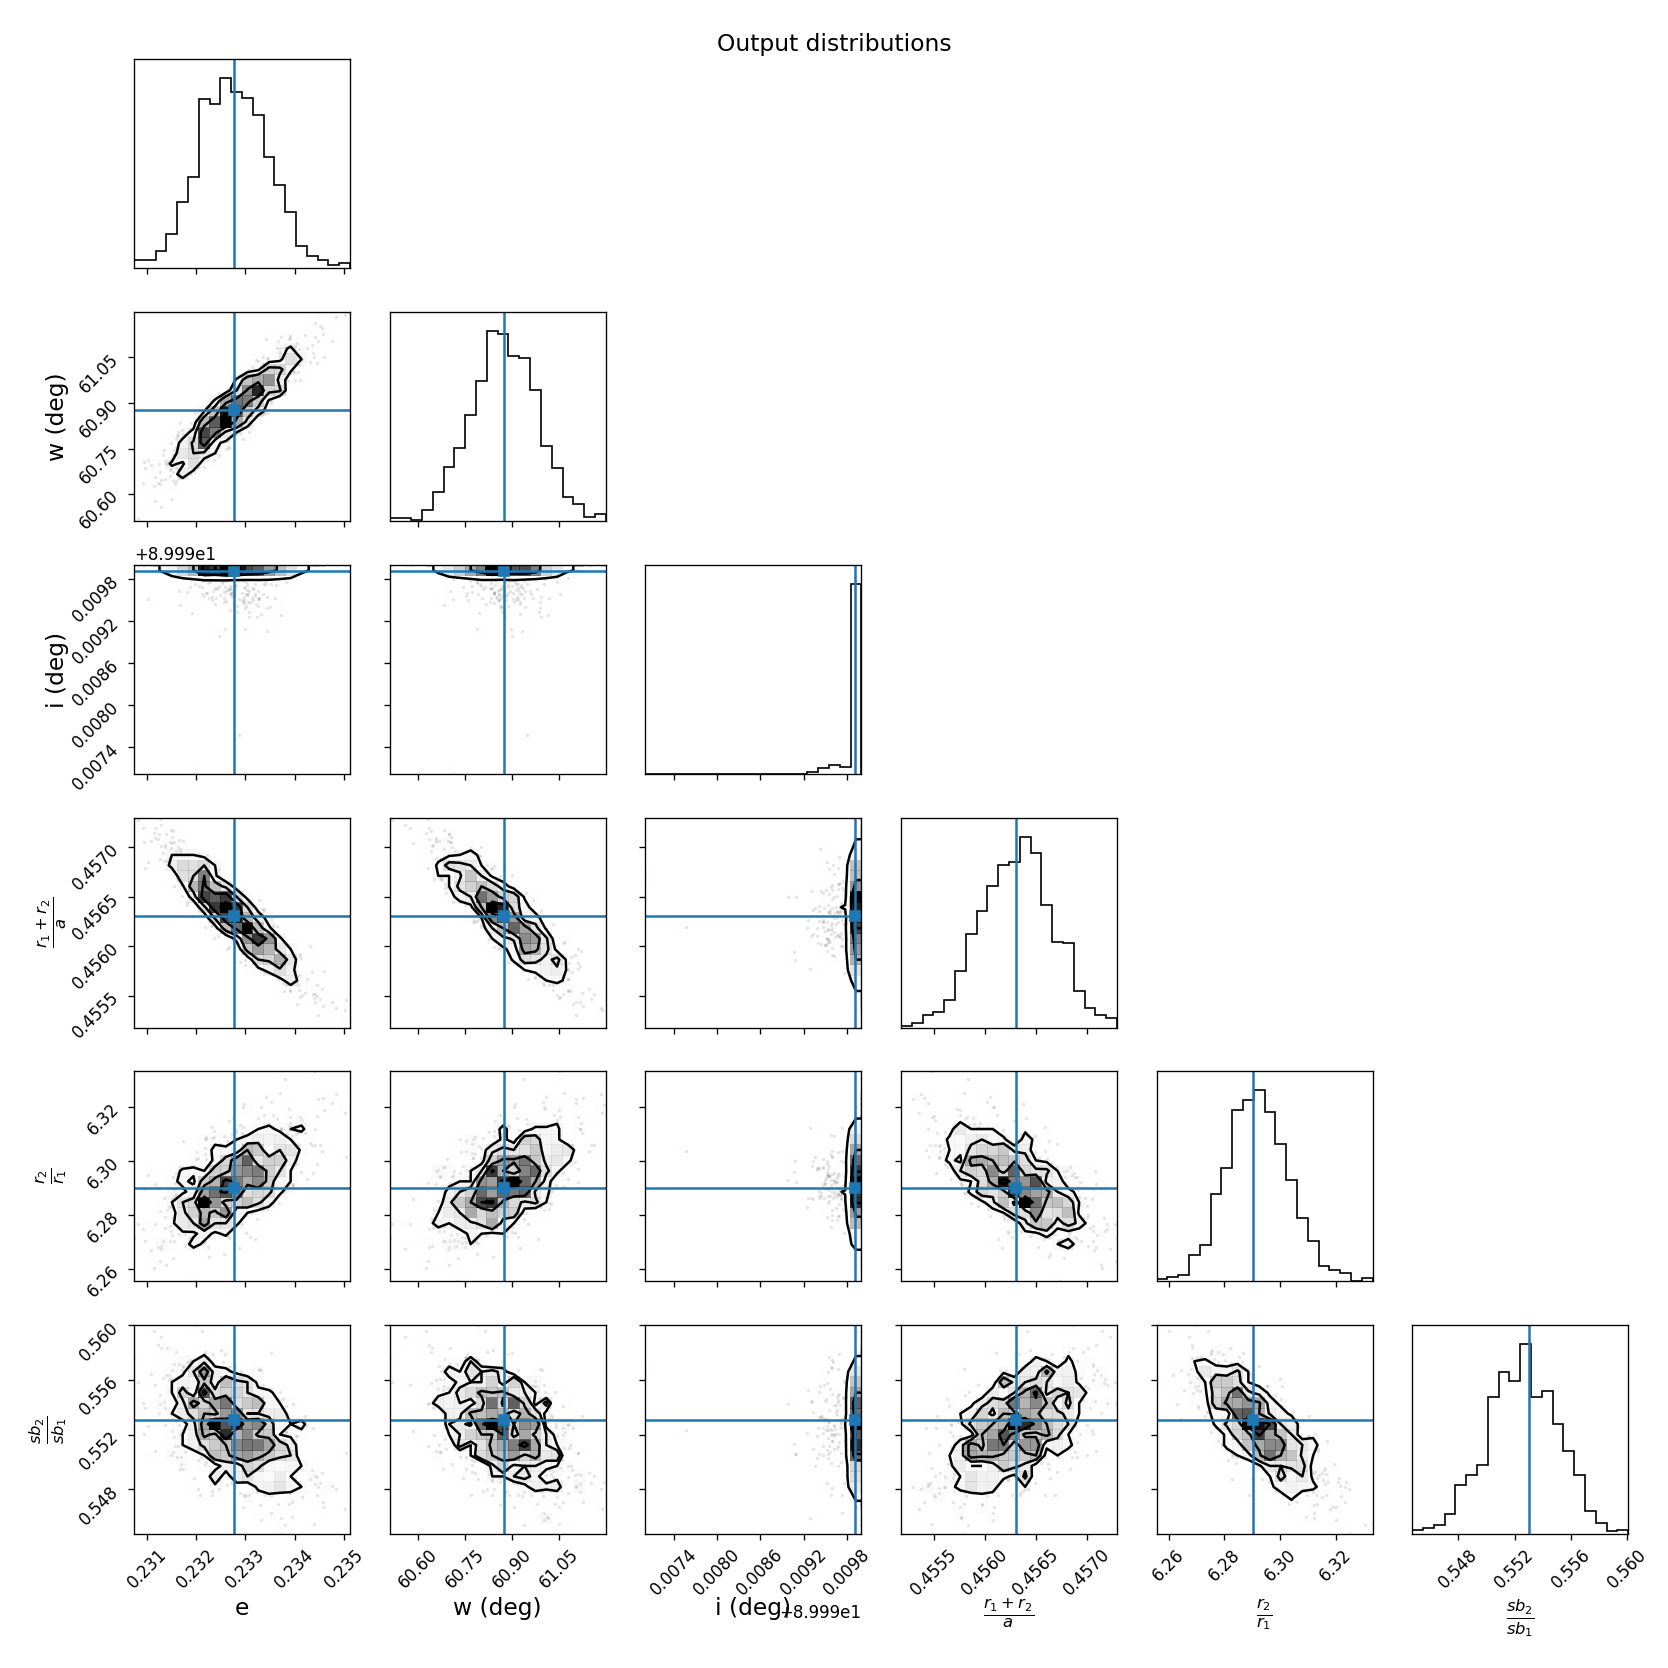 Output distributions
61.05
60.90
60.75
60.60
w (deg)
+8.999e1
0.0098
0.0092
0.0086
0.0080
0.0074
i (deg)
0.4570
0.4565
0.4560
0.4555
r1 + r2
a
6.32
6.30
6.28
6.26
r2
r1
0.560
0.556
0.552
0.548
sb2
sb1
0.231 0.232 0.233 0.234 0.235
e
60.60 60.75 60.90 61.05
w (deg)
0.0074 0.0080 0.0086 0.0092 0.0098
i (deg)
+8.999e1
0.4555 0.4560 0.4565 0.4570
r1 + r2
a
6.26 6.28 6.30 6.32
r2
r1
0.548 0.552 0.556 0.560
sb2
sb1